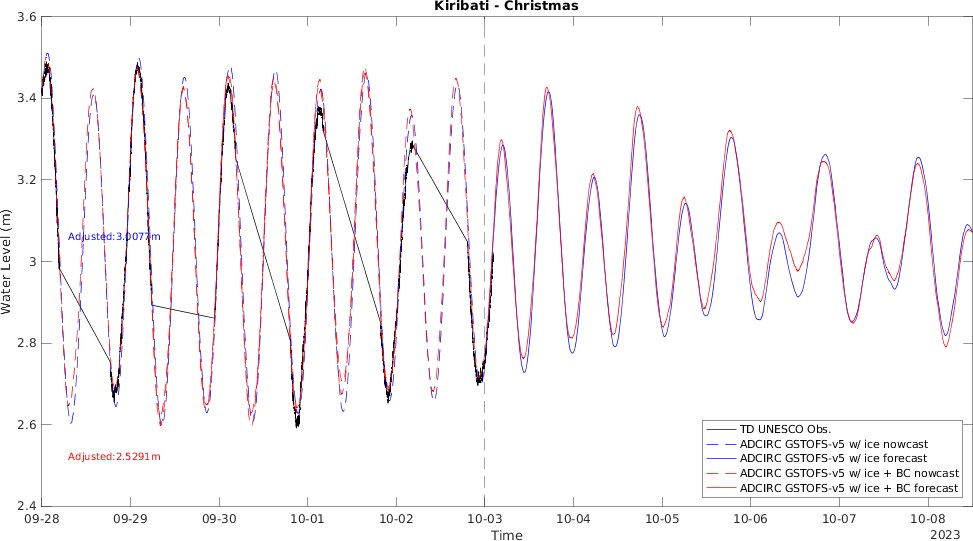 Kiribati - Christmas
3.6
3.4
3.2
3
2.8
2.6
2.4
Water Level (m)
Adjusted:3.0077m
Adjusted:2.5291m
TD UNESCO Obs.
ADCIRC GSTOFS-v5 w/ ice nowcast
ADCIRC GSTOFS-v5 w/ ice forecast
ADCIRC GSTOFS-v5 w/ ice + BC nowcast
ADCIRC GSTOFS-v5 w/ ice + BC forecast
09-28 09-29 09-30 10-01 10-02 10-03 10-04 10-05 10-06 10-07 10-08
2023
Time